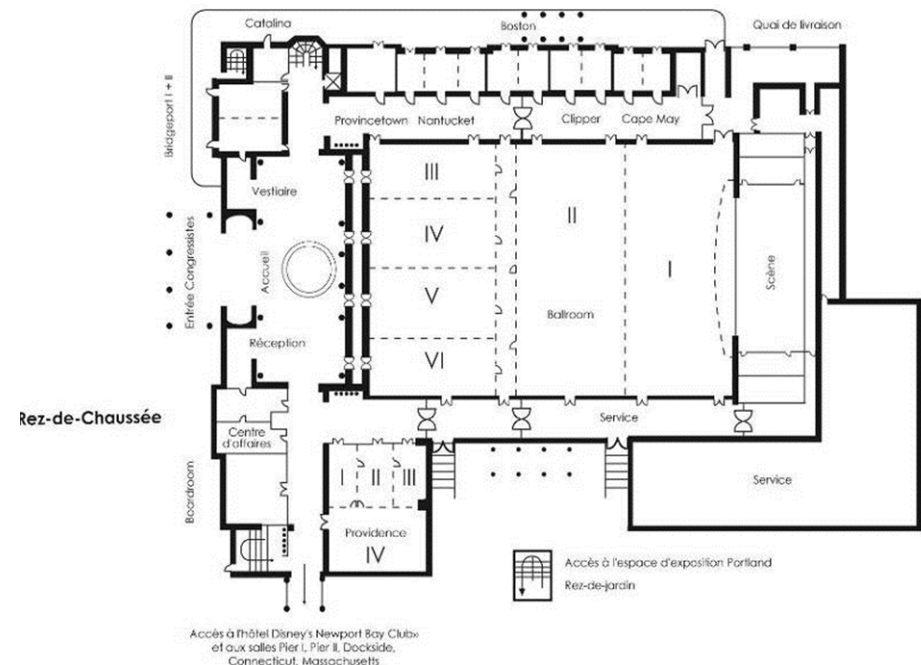 Catalina
Boston
Quai de livraison
Bridgeport I + II
Provincetown
Nantucket
Clipper
Cape May
Vestiaire
III
IV
V
VI
II
I
Ballroom
Scène
Entrée Congressistes
Accueil
Réception
Rez-de-Chaussée
Centre
d'affaires
Boardroom
Service
Service
I
II
III
Providence
IV
Accès à l'espace d'exposition Portland
Rez-de-jardin
Accès à l'hôtel Disney's Newport Bay Club»
et aux salles Pier I, Pier II, Dockside,
Connecticut, Massachusetts